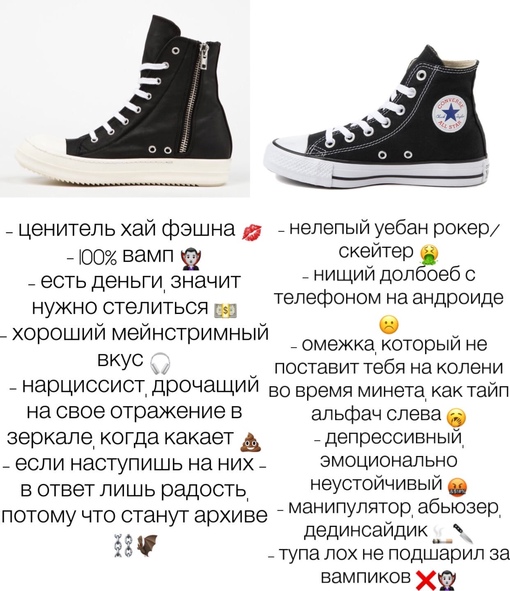 CONVERSE
ALL STAR
- ценитель хай фэшна 💋
- 100% вамп 🧛🏻‍♂️
- есть деньги, значит
нужно стелиться 💵
- хороший мейнстримный
вкус 🎧
- нарциссист, дрочащий
на свое отражение в
зеркале, когда какает 💩
- если наступишь на них -
в ответ лишь радость,
потому что станут архиве
⛓️🦇
- нелепый уебан рокер/
скейтер 🤮
- нищий долбоеб с
телефоном на андроиде
☹️
- омежка, который не
поставит тебя на колени
во время минета, как тайп
альфач слева 🥱
- депрессивный,
эмоционально
неустойчивый 🤬
- манипулятор, абьюзер,
дединсайдик 🚬🔪
- тупа лох не подшарил за
вампиков ❌🧛🏻‍♂️